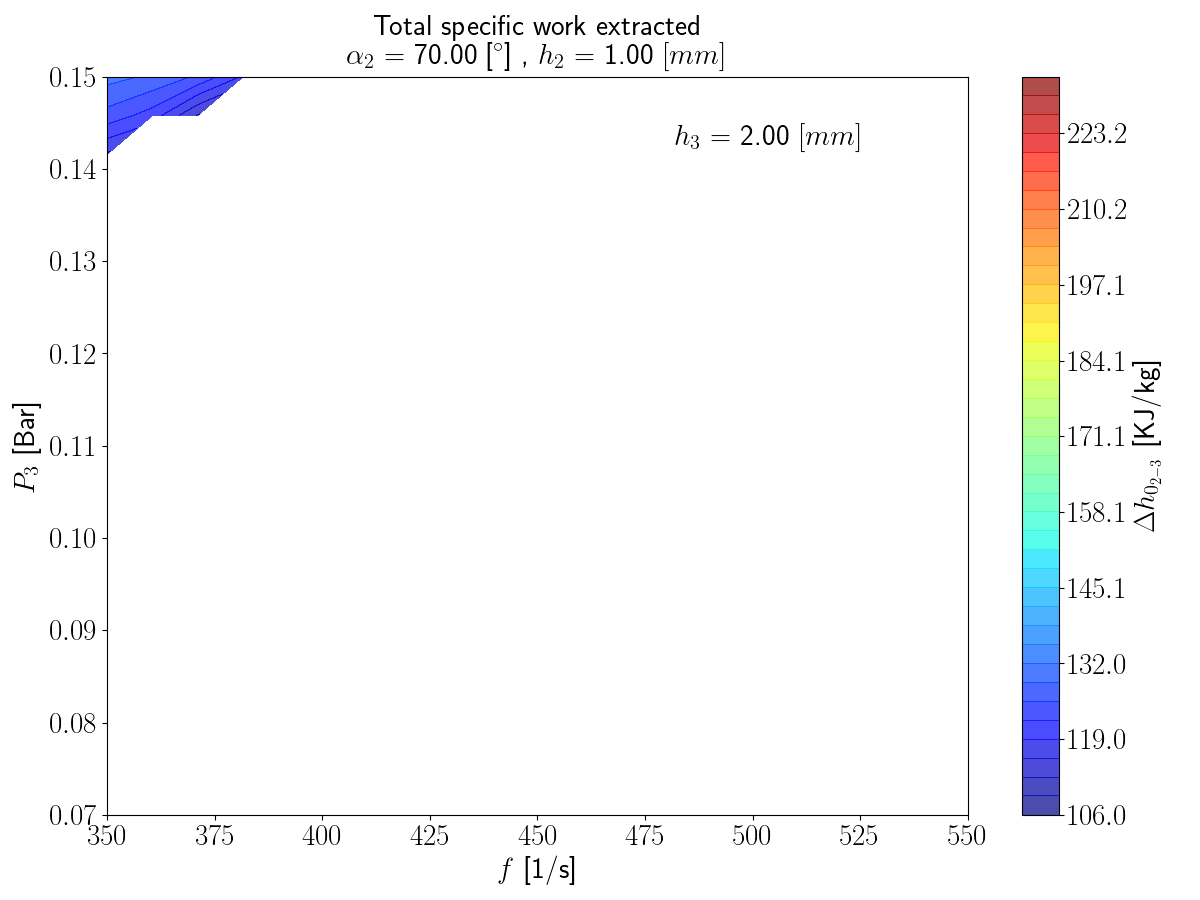 Total specific work extracted
α₂ = 70.00 [°] , h₂ = 1.00 [mm]
h₃ = 2.00 [mm]
0.15
0.14
0.13
0.12
0.11
0.10
0.09
0.08
0.07
P₃ [Bar]
350 375 400 425 450 475 500 525 550
f [1/s]
223.2
210.2
197.1
184.1
171.1
158.1
145.1
132.0
119.0
106.0
Δh₀₂₋₃ [KJ/kg]